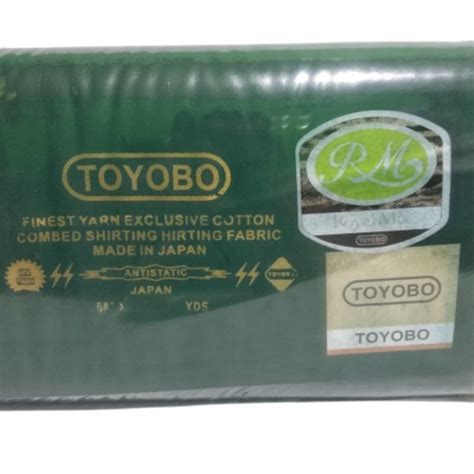 TOYOBO
FINEST YARN EXCLUSIVE COTTON
COMBED SHIRTING HIRTING FABRIC
MADE IN JAPAN
ANTISTATIC
JAPAN
YDS
TOYOBO
RM
TOYOBO
TOYOBO
TOYOBO